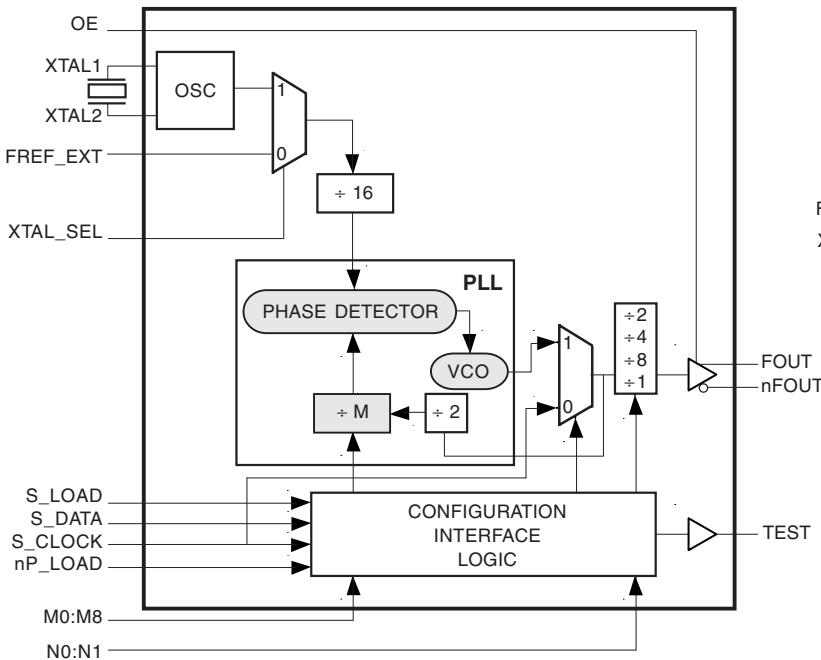 OE
XTAL1
OSC
1
XTAL2
FREF_EXT
0
÷ 16
XTAL_SEL
PLL
PHASE DETECTOR
VCO
÷ M
÷ 2
1
0
÷2
÷4
÷8
÷1
FOUT
nFOUT
S_LOAD
S_DATA
S_CLOCK
nP_LOAD
CONFIGURATION
INTERFACE
LOGIC
TEST
M0:M8
N0:N1